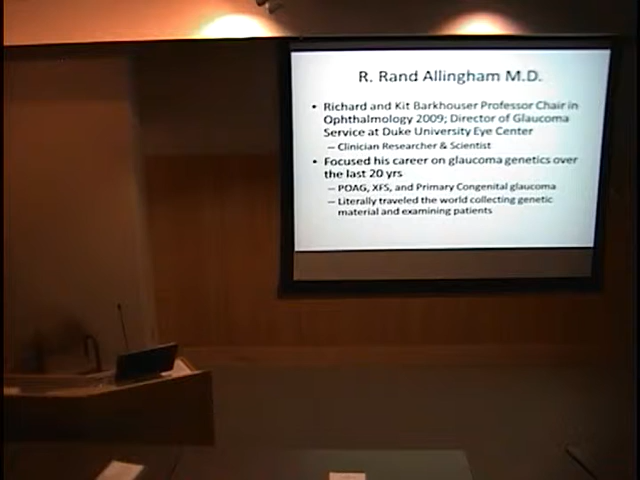 R. Rand Allingham M.D.
• Richard and Kit Barkhouser Professor Chair in
Ophthalmology 2009; Director of Glaucoma
Service at Duke University Eye Center
– Clinician Researcher & Scientist
• Focused his career on glaucoma genetics over
the last 20 yrs
– POAG, XFS, and Primary Congenital glaucoma
– Literally traveled the world collecting genetic
material and examining patients